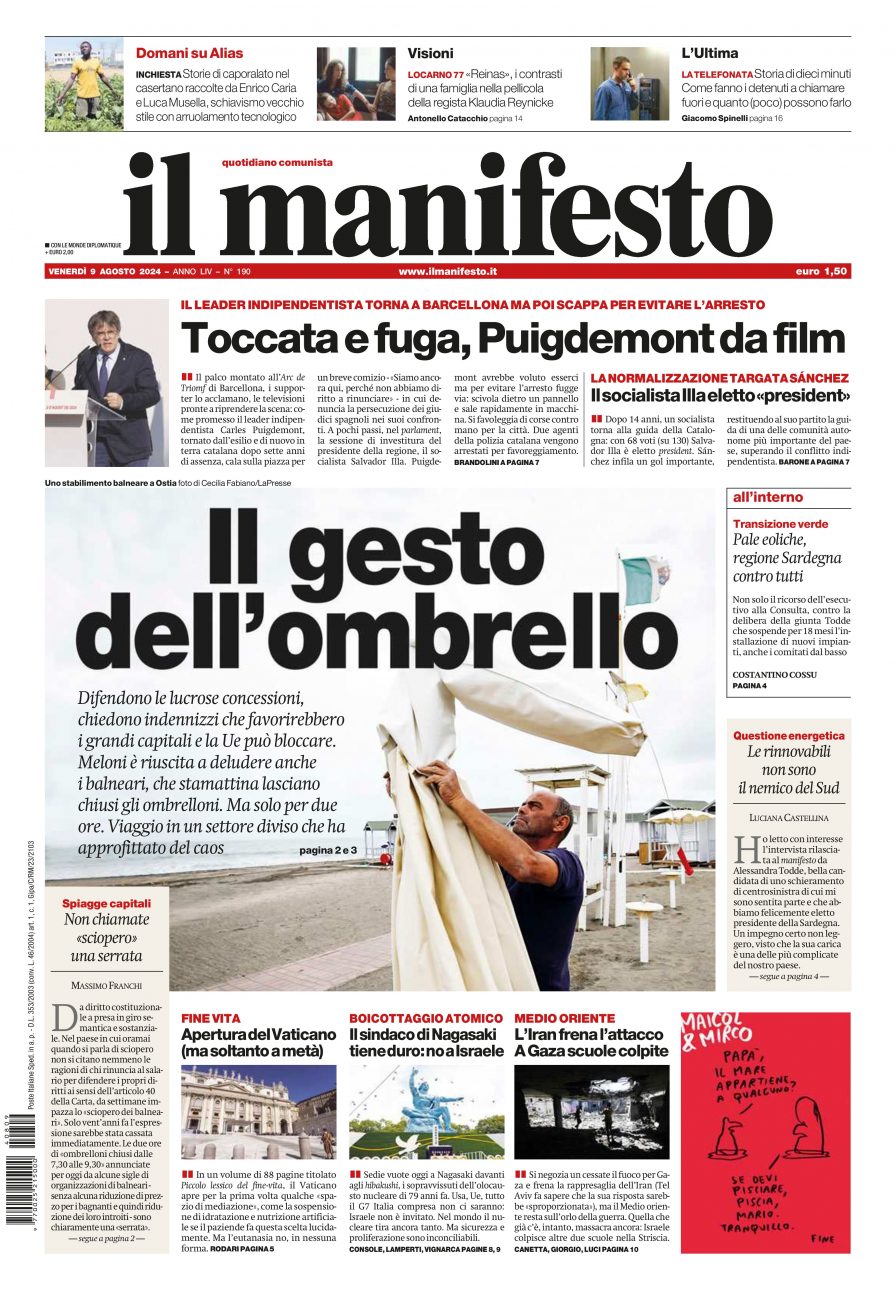 Domani su Alias
INCHIESTA Storie di caporalato nel
casertano raccolte da Enrico Caria
e Luca Musella, schiavismo vecchio
stile con arruolamento tecnologico
Visioni
LOCARNO 77 «Reinas», i contrasti
di una famiglia nella pellicola
della regista Klaudia Reynicke
Antonello Catacchio pagina 14
L'Ultima
LA TELEFONATA Storia di dieci minuti
Come fanno i detenuti a chiamare
fuori e quanto (poco) possono farlo
Giacomo Spinelli pagina 16
quotidiano comunista
il manifesto
■ CON LE MONDE DIPLOMATIQUE
+ EURO 2,00
VENERDÌ 9 AGOSTO 2024 – ANNO LIV – N° 190
www.ilmanifesto.it
euro 1,50
IL LEADER INDIPENDENTISTA TORNA A BARCELLONA MA POI SCAPPA PER EVITARE L'ARRESTO
Toccata e fuga, Puigdemont da film
Il palco montato all'Arc de
Triomf di Barcelona, i suppor-
ter lo acclamano, le televisioni
pronte a riprendere la scena: co-
me promesso il leader indipen-
dentista Carles Puigdemont,
tornato dall'esilio e di nuovo in
terra catalana dopo sette anni
di assenza, cala sulla piazza per
un breve comizio - «Siamo anco-
ra qui, perché non abbiamo di-
ritto a rinunciare» - in cui de-
nuncia la persecuzione dei giu-
dici spagnoli nei suoi confron-
ti. A pochi passi, nel parlament,
la sessione di investitura del
presidente della regione, il so-
cialista Salvador Illa. Puigde-
mont avrebbe voluto esserci
ma per evitare l'arresto fugge
via: scivola dietro un pannello
e sale rapidamente in macchi-
na. Si favoleggia di corse contro
mano per la città. Due agenti
della polizia catalana vengono
arrestati per favoreggiamento.
BRANDOLINI A PAGINA 7
LA NORMALIZZAZIONE TARGATA SÁNCHEZ
Il socialista Illa eletto «president»
Dopo 14 anni, un socialista
torna alla guida della Catalo-
gna: con 68 voti (su 130) Salva-
dor Illa è eletto president. Sán-
chez infila un gol importante,
restituendo al suo partito la gui-
da di una delle comunità auto-
nome più importante del pae-
se, superando il conflitto indi-
pendentista. BARONE A PAGINA 7
Uno stabilimento balneare a Ostia foto di Cecilia Fabiano/LaPresse
Il gesto
dell'ombrello
Difendono le lucrose concessioni,
chiedono indennizzi che favorirebbero
i grandi capitali e la Ue può bloccare.
Meloni è riuscita a deludere anche
i balneari, che stamattina lasciano
chiusi gli ombrelloni. Ma solo per due
ore. Viaggio in un settore diviso che ha
approfittato del caos
pagina 2 e 3
all'interno
Transizione verde
Pale eoliche,
regione Sardegna
contro tutti
Non solo il ricorso dell'esecu-
tivo alla Consulta, contro la
delibera della giunta Todde
che sospende per 18 mesi l'in-
stallazione di nuovi impian-
ti, anche i comitati dal basso
COSTANTINO COSSU
PAGINA 4
Questione energetica
Le rinnovabili
non sono
il nemico del Sud
LUCIANA CASTELLINA
Ho letto con interesse
l'intervista rilascia-
ta al manifesto da
Alessandra Todde, bella can-
didata di uno schieramento
di centrosinistra di cui mi
sono sentita parte e che ab-
biamo felicemente eletto
presidente della Sardegna.
Un impegno certo non leg-
gero, visto che la sua carica
è una delle più complicate
del nostro paese.
— segue a pagina 4 —
Spiagge capitali
Non chiamate
«sciopero»
una serrata
MASSIMO FRANCHI
Da diritto costituziona-
le a presa in giro se-
mantica e sostanzia-
le. Nel paese in cui oramai
quando si parla di sciopero
non si citano nemmeno le
ragioni di chi rinuncia al sala-
rio per difendere i propri di-
ritti ai sensi dell'articolo 40
della Carta, da settimane im-
pazza lo «sciopero dei balnea-
ri». Solo vent'anni fa l'espres-
sione sarebbe stata cassata
immediatamente. Le due ore
di «ombrelloni chiusi dalle
7,30 alle 9,30» annunciate
per oggi da alcune sigle di
organizzazioni di balneari -
senza alcuna riduzione di prez-
zo per i bagnanti e quindi ridu-
zione dei loro introiti - sono
chiaramente una «serrata».
— segue a pagina 2 —
FINE VITA
Apertura del Vaticano
(ma soltanto a metà)
In un volume di 88 pagine titolato
Piccolo lessico del fine-vita, il Vaticano
apre per la prima volta qualche «spa-
zio di mediazione», come la sospensio-
ne di idratazione e nutrizione artificia-
le se il paziente fa questa scelta lucida-
mente. Ma l'eutanasia no, in nessuna
forma. RODARI PAGINA 5
BOICOTTAGGIO ATOMICO
Il sindaco di Nagasaki
tiene duro: no a Israele
Sedie vuote oggi a Nagasaki davanti
agli hibakushi, i sopravvissuti dell'olocau-
sto nucleare di 79 anni fa. Usa, Ue, tutto
il G7 Italia compresa non ci saranno:
Israele non è invitato. Nel mondo il nu-
cleare tira ancora tanto. Ma sicurezza e
proliferazione sono inconciliabili.
CONSOLE, LAMPERTI, VIGNARCA PAGINE 8, 9
MEDIO ORIENTE
L'Iran frena l'attacco
A Gaza scuole colpite
Si negozia un cessate il fuoco per Ga-
za e frena la rappresaglia dell'Iran (Tel
Aviv fa sapere che la sua risposta sareb-
be «sproporzionata»), ma il Medio orien-
te resta sull'orlo della guerra. Quella che
già c'è, intanto, massacra ancora: Israele
colpisce altre due scuole nella Striscia.
CANETTA, GIORGIO, LUCI PAGINA 10
MAICOL
& MIRCO
PAPÀ,
IL MARE
APPARTIENE
A QUALCUNO?
SE DEVI
PISCIARE,
PISCIA,
MARIO.
TRANQUILLO.
FINE
Poste Italiane Sped. in a. p. - D.L. 353/2003 (conv. L. 46/2004) art. 1, c. 1, Gipa/C/RM/23/2103
40809
9 770025 215000